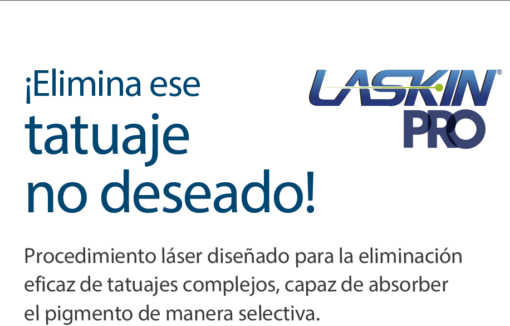 ¡Elimina ese
tatuaje
no deseado!
LASKIN®
PRO
Procedimiento láser diseñado para la eliminación
eficaz de tatuajes complejos, capaz de absorber
el pigmento de manera selectiva.